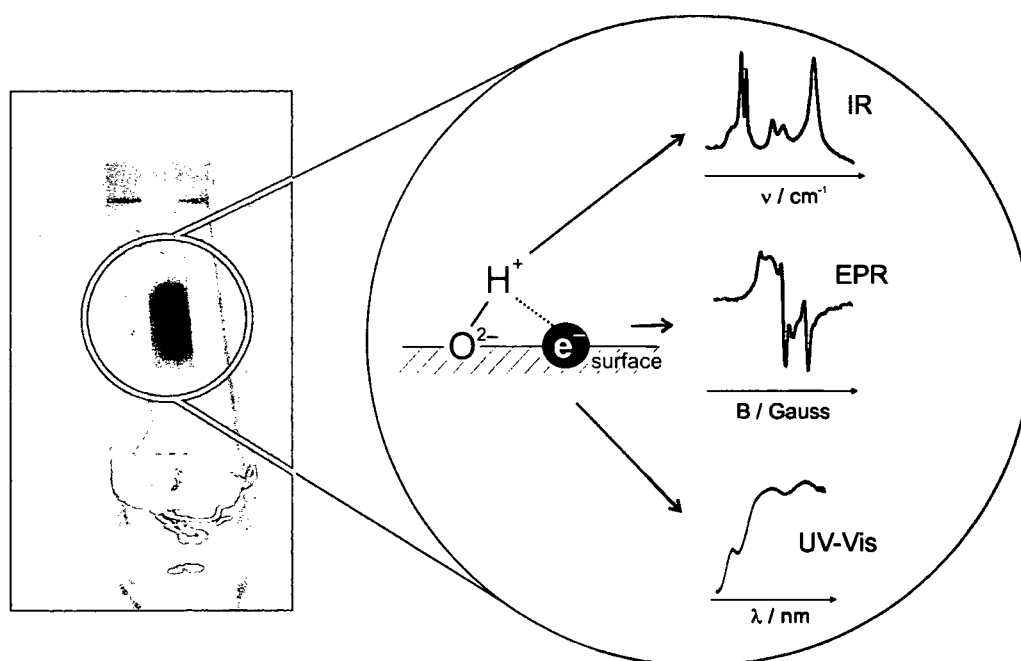 IR
ν / cm⁻¹
H⁺
EPR
O²⁻
e⁻
surface
B / Gauss
UV-Vis
λ / nm